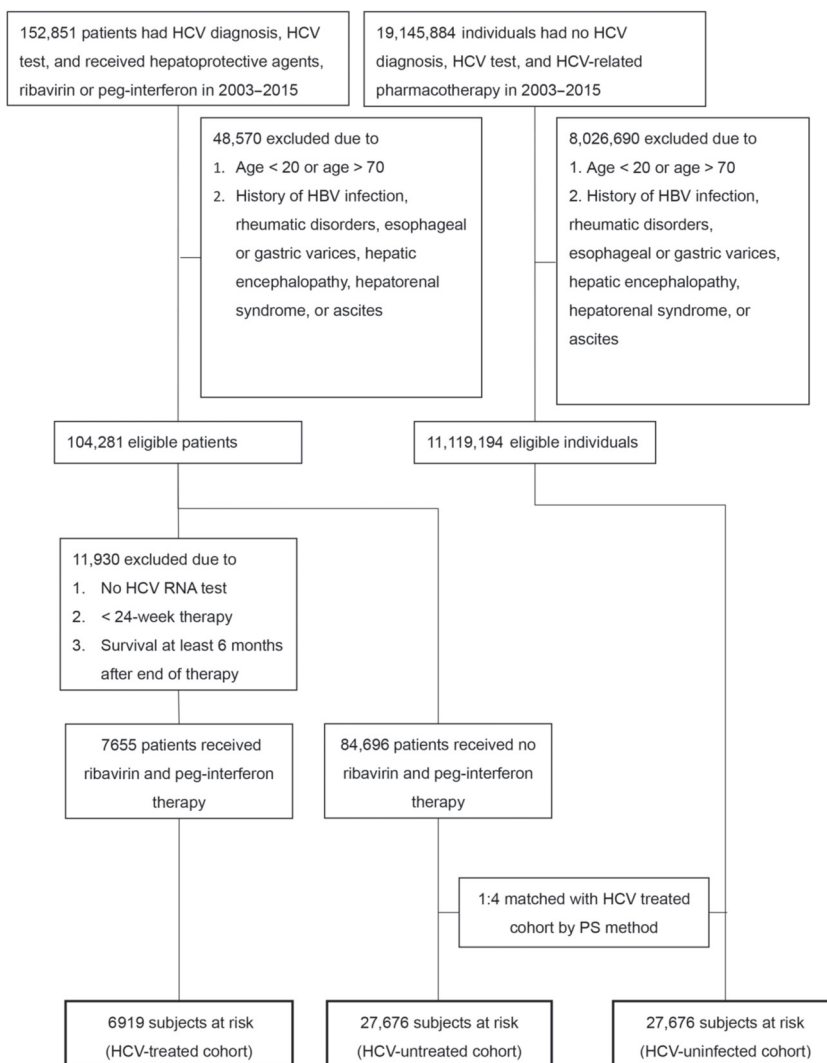 152,851 patients had HCV diagnosis, HCV
test, and received hepatoprotective agents,
ribavirin or peg-interferon in 2003–2015
19,145,884 individuals had no HCV
diagnosis, HCV test, and HCV-related
pharmacotherapy in 2003–2015
48,570 excluded due to
1. Age < 20 or age > 70
2. History of HBV infection,
rheumatic disorders, esophageal
or gastric varices, hepatic
encephalopathy, hepatorenal
syndrome, or ascites
8,026,690 excluded due to
1. Age < 20 or age > 70
2. History of HBV infection,
rheumatic disorders,
esophageal or gastric varices,
hepatic encephalopathy,
hepatorenal syndrome, or
ascites
104,281 eligible patients
11,119,194 eligible individuals
11,930 excluded due to
1. No HCV RNA test
2. < 24-week therapy
3. Survival at least 6 months
after end of therapy
7655 patients received
ribavirin and peg-interferon
therapy
84,696 patients received no
ribavirin and peg-interferon
therapy
1:4 matched with HCV treated
cohort by PS method
6919 subjects at risk
(HCV-treated cohort)
27,676 subjects at risk
(HCV-untreated cohort)
27,676 subjects at risk
(HCV-uninfected cohort)